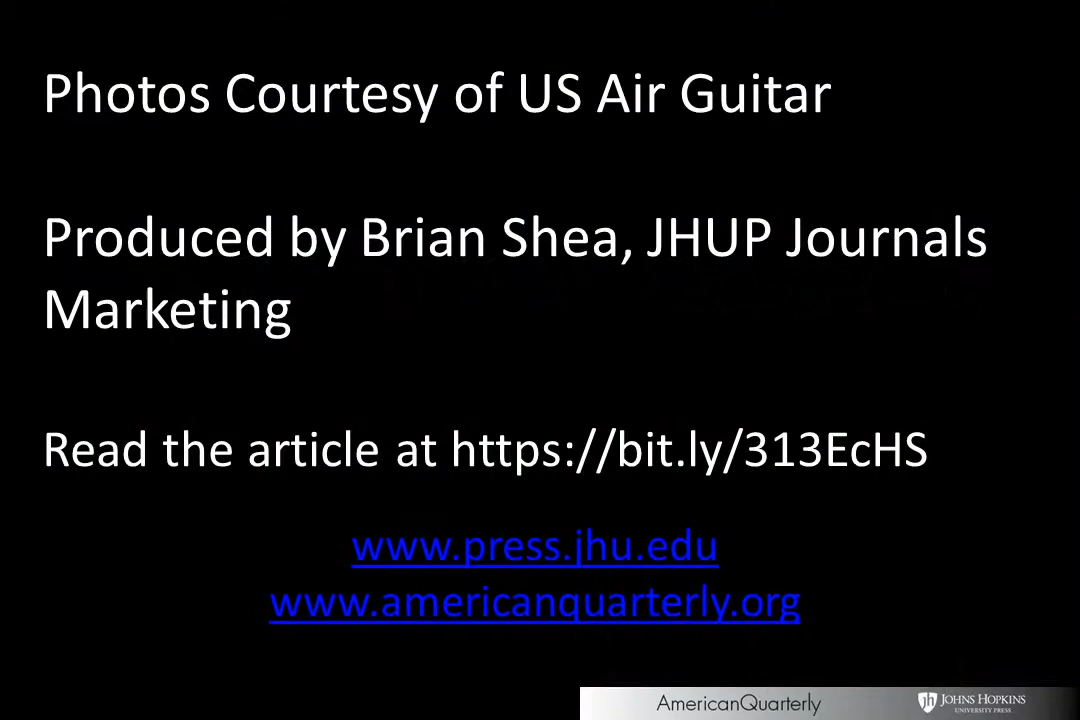 Photos Courtesy of US Air Guitar
Produced by Brian Shea, JHUP Journals
Marketing
Read the article at https://bit.ly/313EcHS
www.press.jhu.edu
www.americanquarterly.org
AmericanQuarterly
JOHNS HOPKINS
UNIVERSITY PRESS